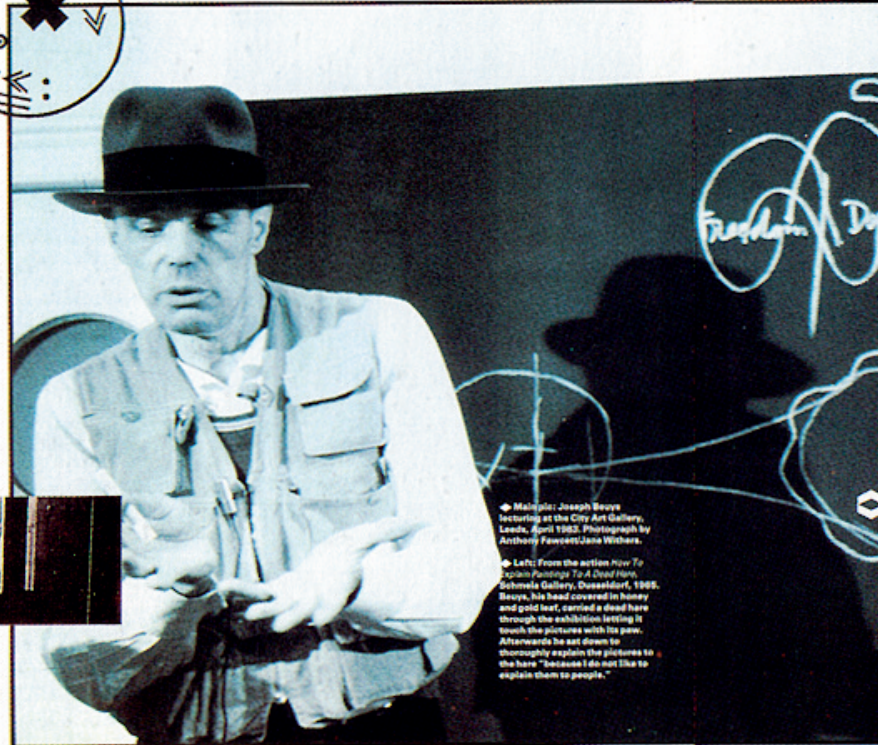 Freedom Do
◆ Main pic: Joseph Beuys
lecturing at the City Art Gallery,
Leeds, April 1983. Photograph by
Anthony Fawcett/Jane Withers.
◆ Left: From the action How To
Explain Paintings To A Dead Hare,
Schmela Gallery, Dusseldorf, 1965.
Beuys, his head covered in honey
and gold leaf, carried a dead hare
through the exhibition letting it
touch the pictures with its paw.
Afterwards he sat down to
thoroughly explain the pictures to
the hare "because I do not like to
explain them to people."